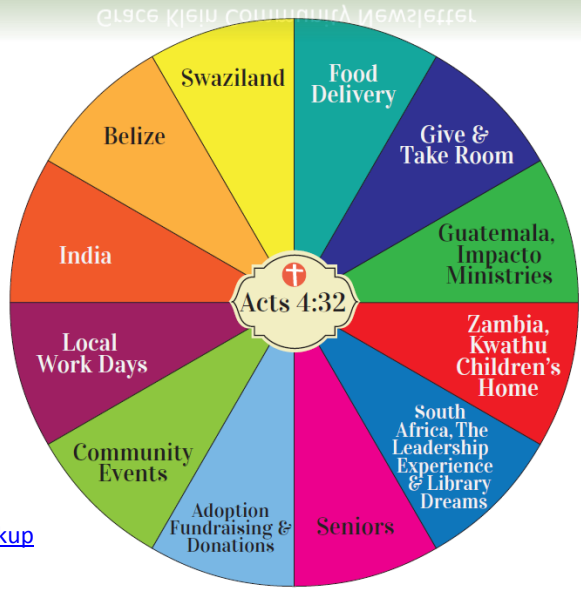 Grace Klein Community Newsletter
Swaziland
Food
Delivery
Give &
Take Room
Belize
Guatemala,
Impacto
Ministries
India
Acts 4:32
Zambia,
Kwathu
Children's
Home
Local
Work Days
South
Africa, The
Leadership
Experience
& Library
Dreams
Community
Events
Adoption
Fundraising &
Donations
Seniors
kup